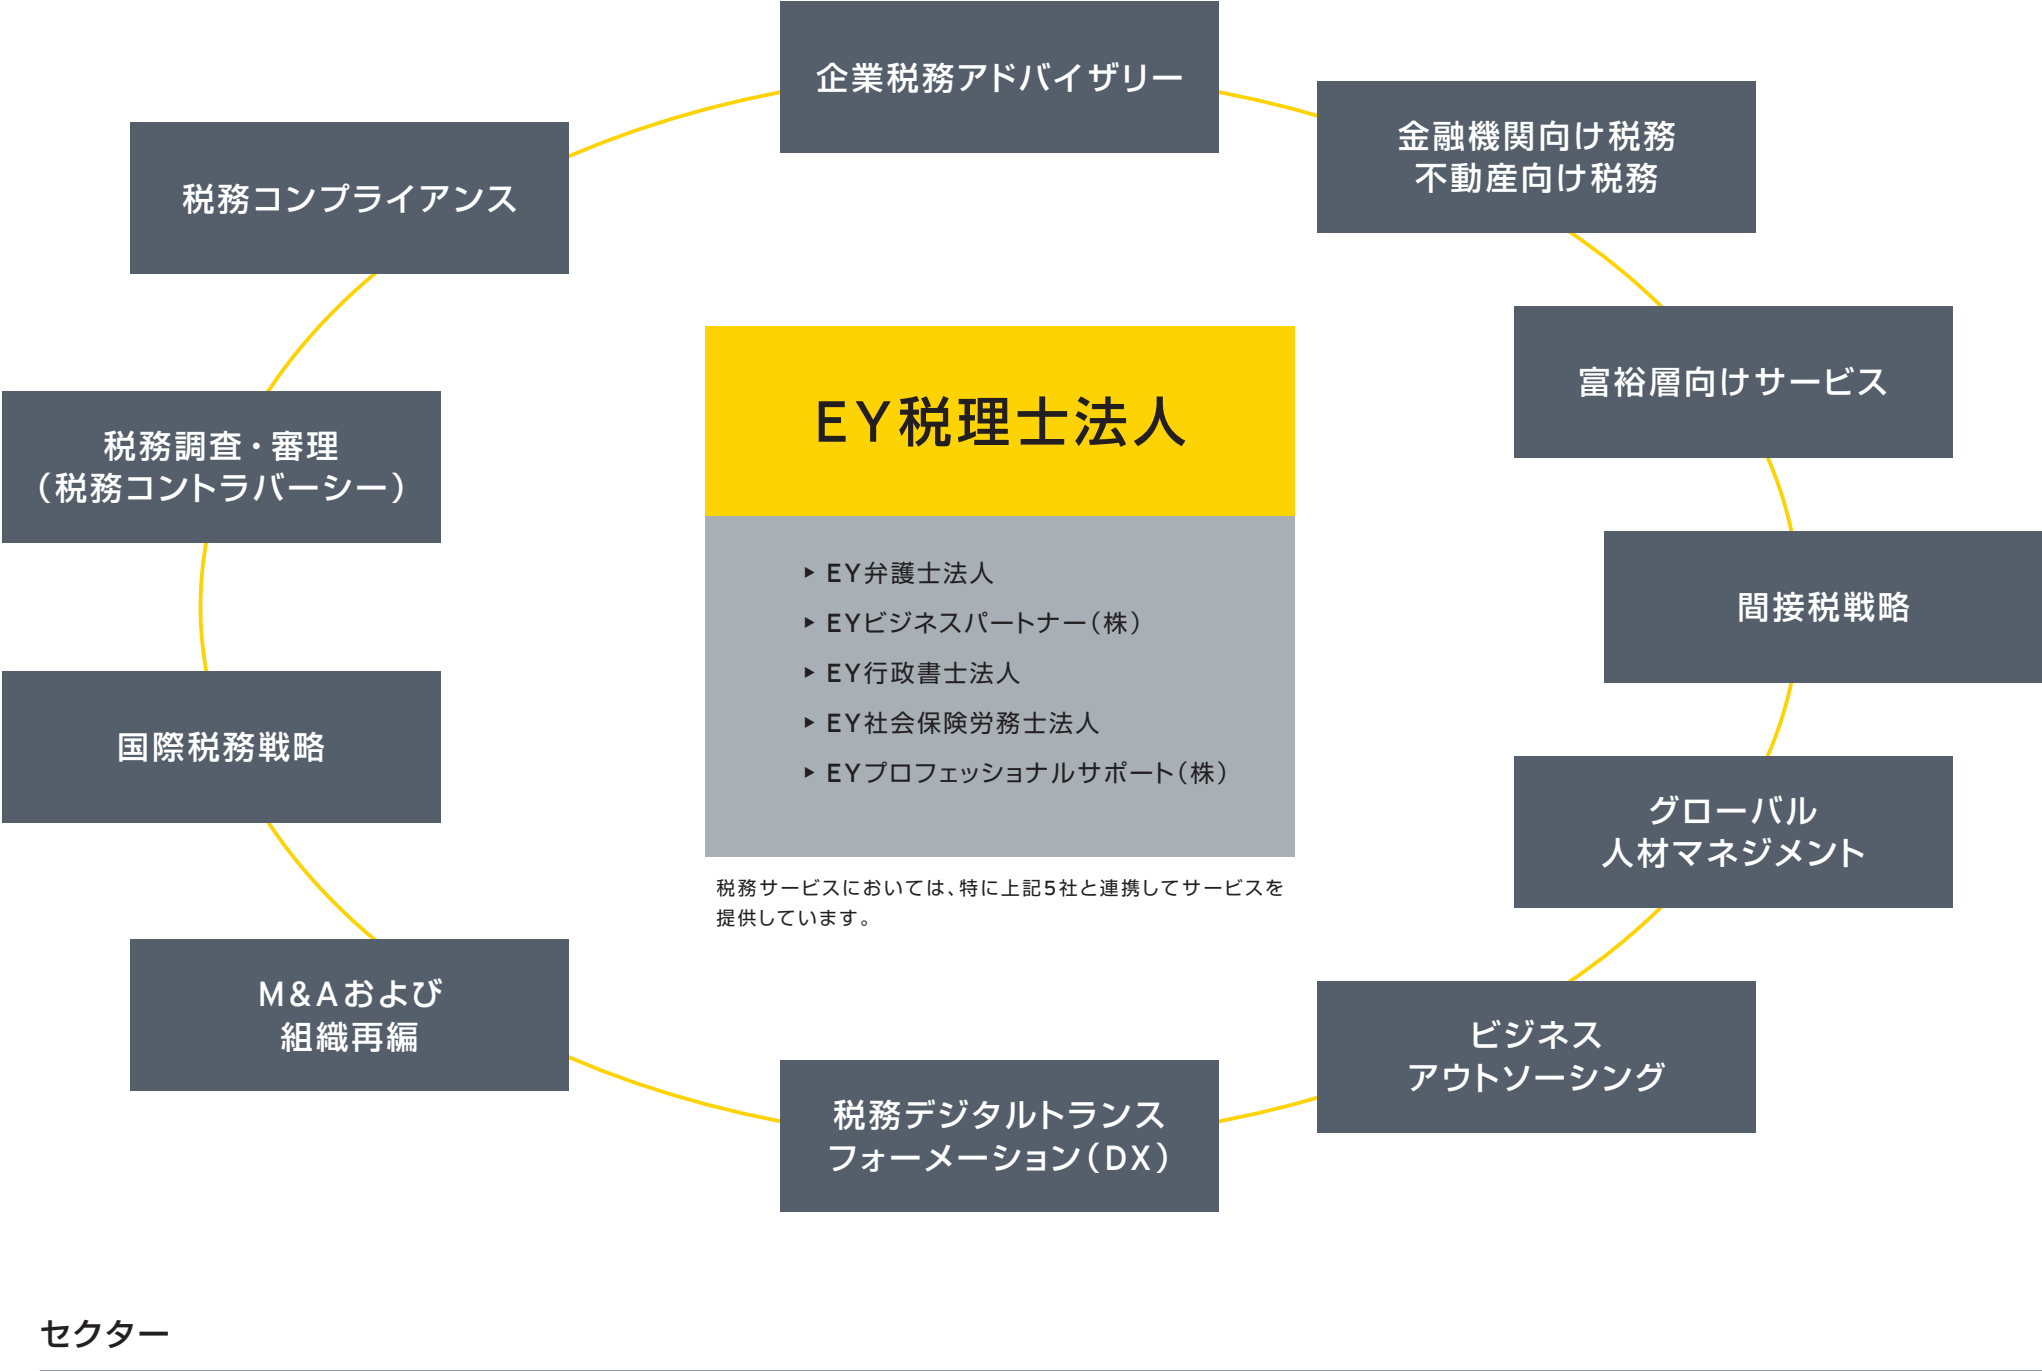 企業税務アドバイザリー
金融機関向け税務
不動産向け税務
税務コンプライアンス
富裕層向けサービス
税務調査・審理
（税務コントラバーシー）
EY税理士法人
▶ EY弁護士法人
▶ EYビジネスパートナー（株）
▶ EY行政書士法人
▶ EY社会保険労務士法人
▶ EYプロフェッショナルサポート（株）
税務サービスにおいては、特に上記5社と連携してサービスを
提供しています。
間接税戦略
国際税務戦略
グローバル
人材マネジメント
M&Aおよび
組織再編
ビジネス
アウトソーシング
税務デジタルトランス
フォーメーション（DX）
セクター